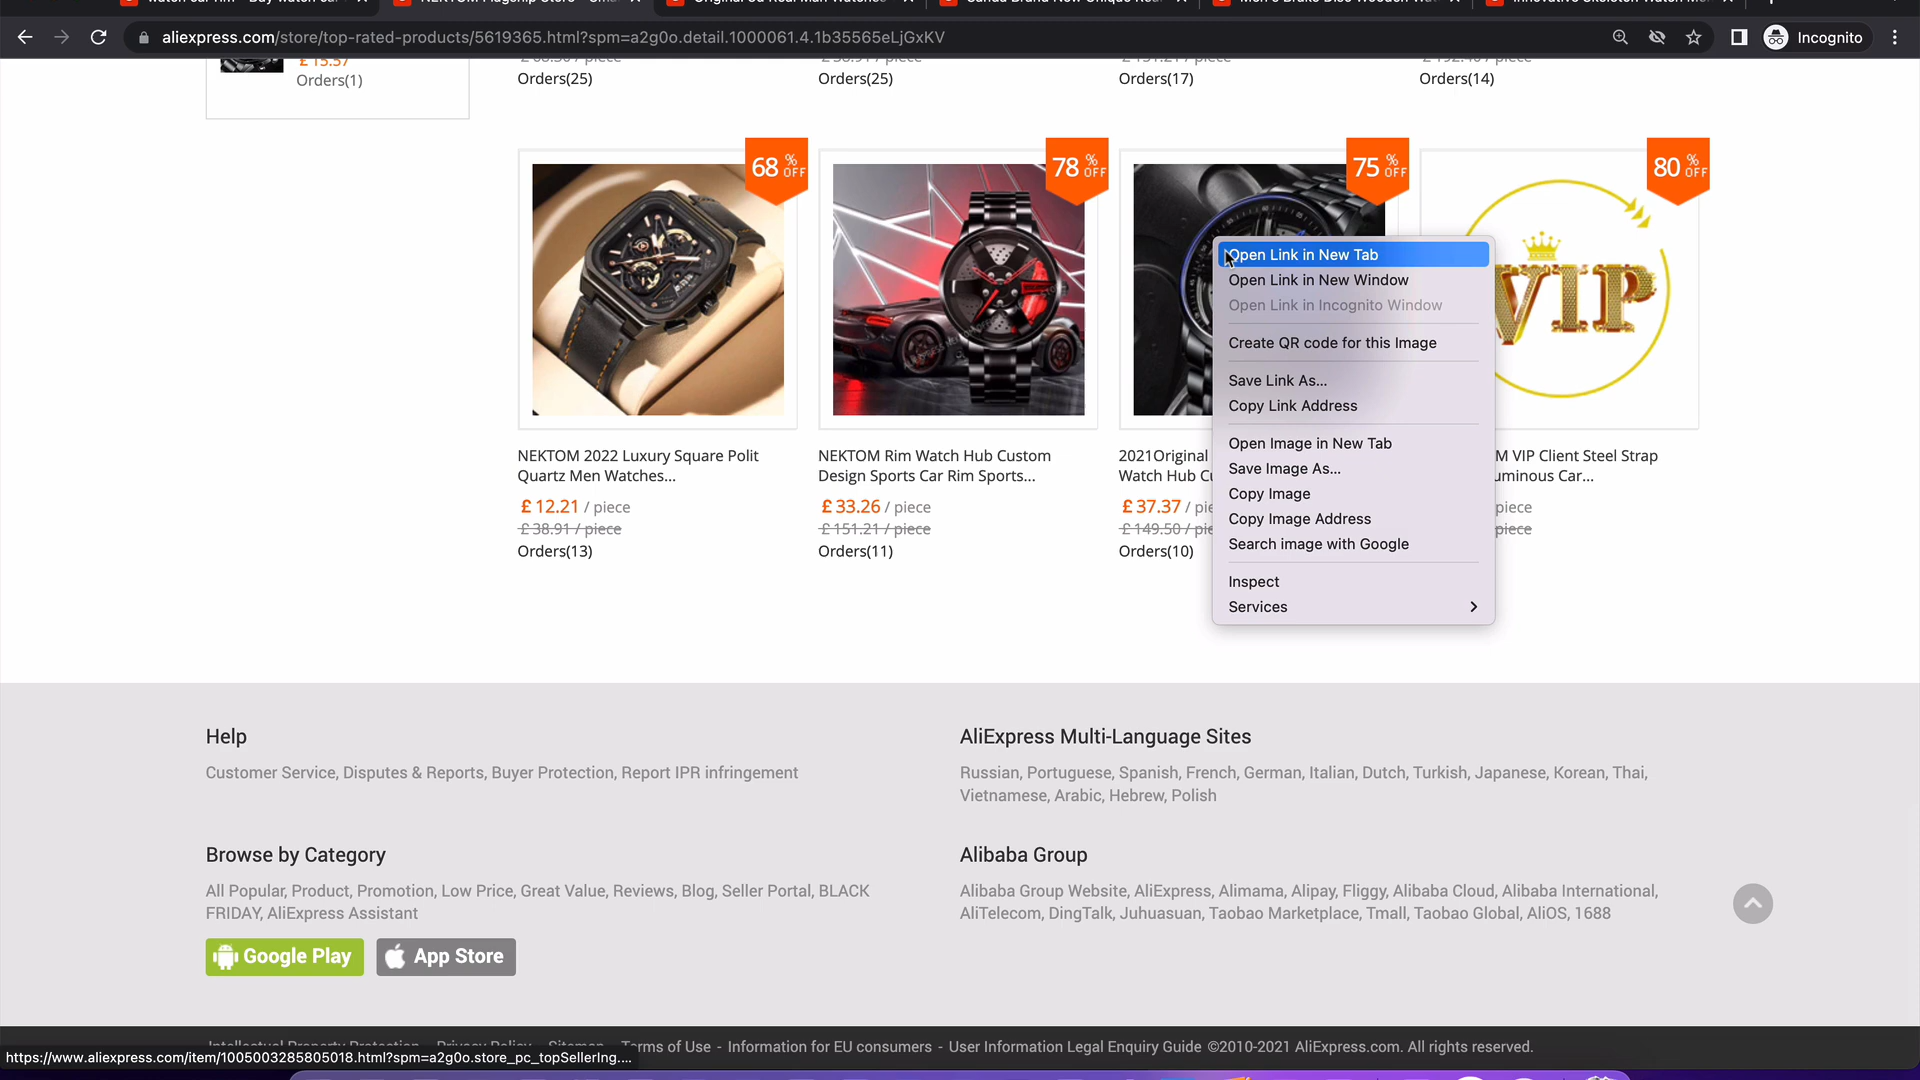 aliexpress.com/store/top-rated-products/5619365.html?spm=a2g0o.detail.1000061.4.1b35565eLjGxKV
Incognito
£ 15.57
Orders(1)
Orders(25)
Orders(25)
Orders(17)
Orders(14)
68 % OFF
78 % OFF
75 % OFF
80 % OFF
VIP
NEKTOM 2022 Luxury Square Polit
Quartz Men Watches...
£ 12.21 / piece
£ 38.91 / piece
Orders(13)
NEKTOM Rim Watch Hub Custom
Design Sports Car Rim Sports...
£ 33.26 / piece
£ 151.21 / piece
Orders(11)
2021Original
Watch Hub
£ 37.37
£ 149.50
Orders(10)
M VIP Client Steel Strap
Car...
piece
piece
Open Link in New Tab
Open Link in New Window
Open Link in Incognito Window
Create QR code for this Image
Save Link As...
Copy Link Address
Open Image in New Tab
Save Image As...
Copy Image
Copy Image Address
Search image with Google
Inspect
Services
Help
Customer Service, Disputes & Reports, Buyer Protection, Report IPR infringement
AliExpress Multi-Language Sites
Russian, Portuguese, Spanish, French, German, Italian, Dutch, Turkish, Japanese, Korean, Thai,
Vietnamese, Arabic, Hebrew, Polish
Browse by Category
All Popular, Product, Promotion, Low Price, Great Value, Reviews, Blog, Seller Portal, BLACK
FRIDAY, AliExpress Assistant
Google Play
App Store
Alibaba Group
Alibaba Group Website, AliExpress, Alimama, Alipay, Fliggy, Alibaba Cloud, Alibaba International,
AliTelecom, DingTalk, Juhuasuan, Taobao Marketplace, Tmall, Taobao Global, AliOS, 1688
Terms of Use - Information for EU consumers - User Information Legal Enquiry Guide ©2010-2021 AliExpress.com. All rights reserved.
https://www.aliexpress.com/item/1005003285805018.html?spm=a2g0o.store_pc_topSellerIng....